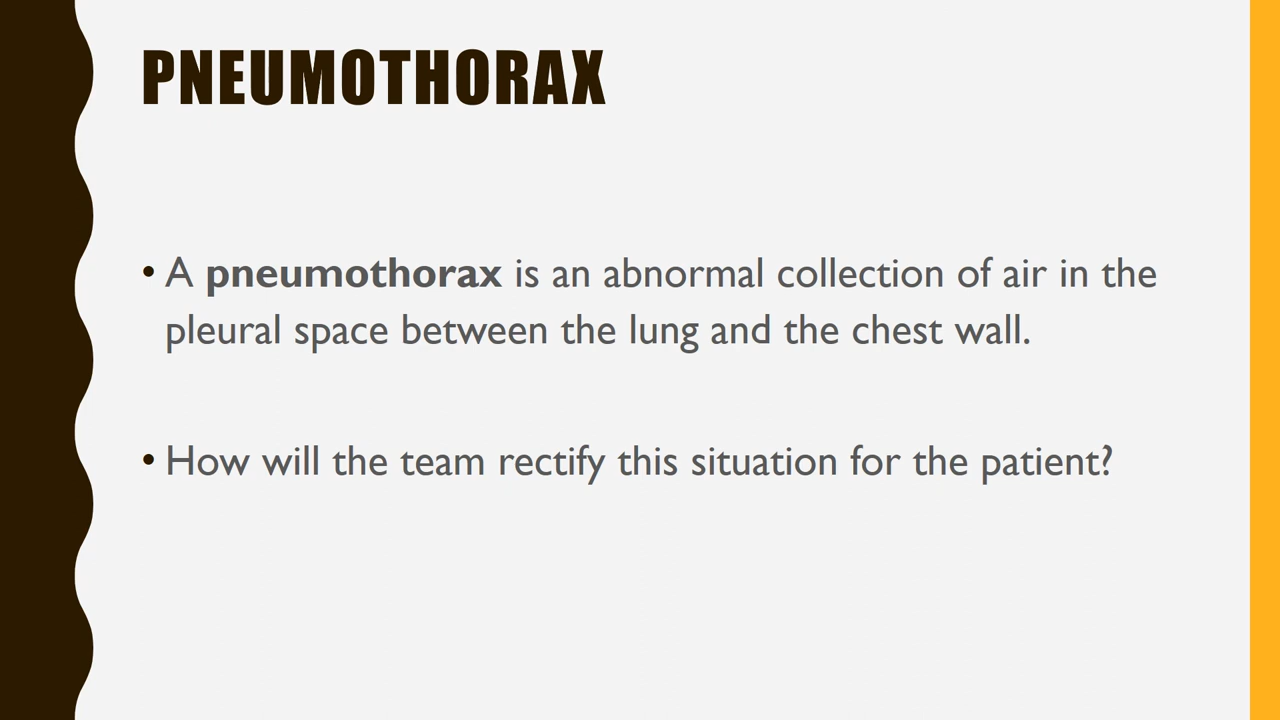 PNEUMOTHORAX
• A pneumothorax is an abnormal collection of air in the
pleural space between the lung and the chest wall.
• How will the team rectify this situation for the patient?